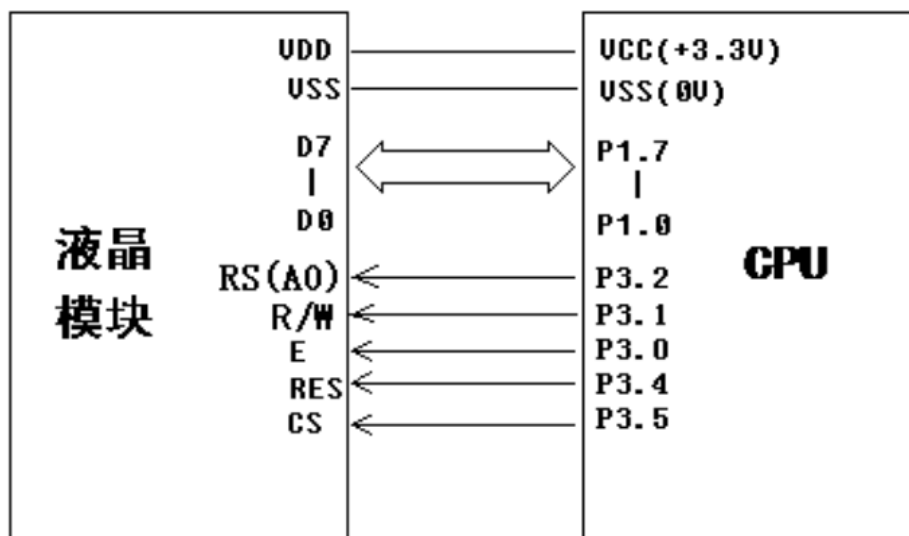 VDD VCC(+3.3V)
VSS VSS(0V)
D7 P1.7
D0 P1.0
液晶
模块
CPU
RS(A0) P3.2
R/W P3.1
E P3.0
RES P3.4
CS P3.5